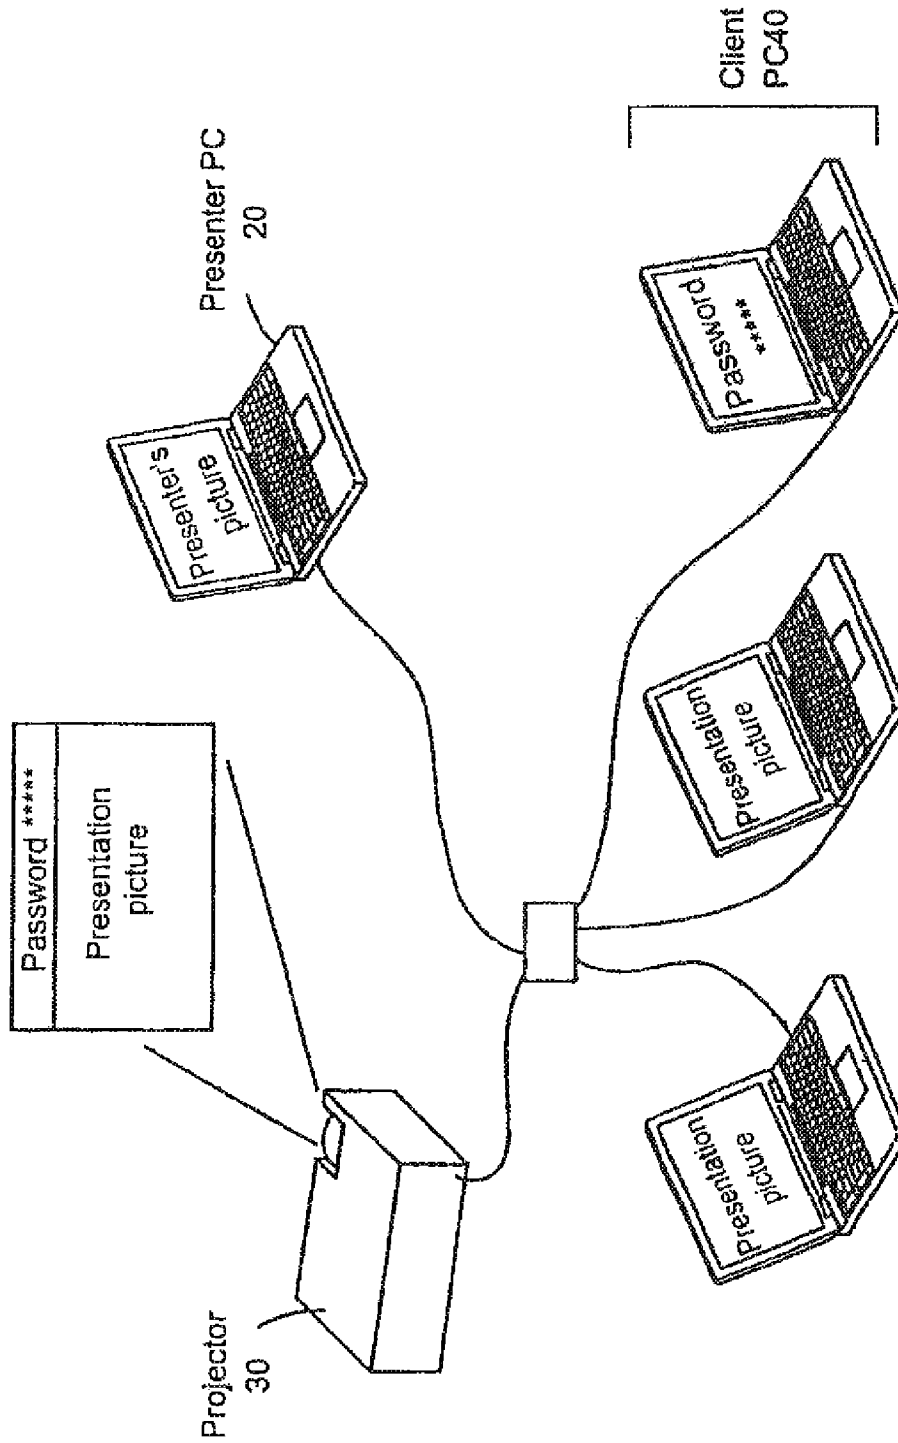 Password *****
Presentation
picture
Projector
30
Presenter's
picture
Presenter PC
20
Presentation
picture
Presentation
picture
Password
*****
Client
PC40